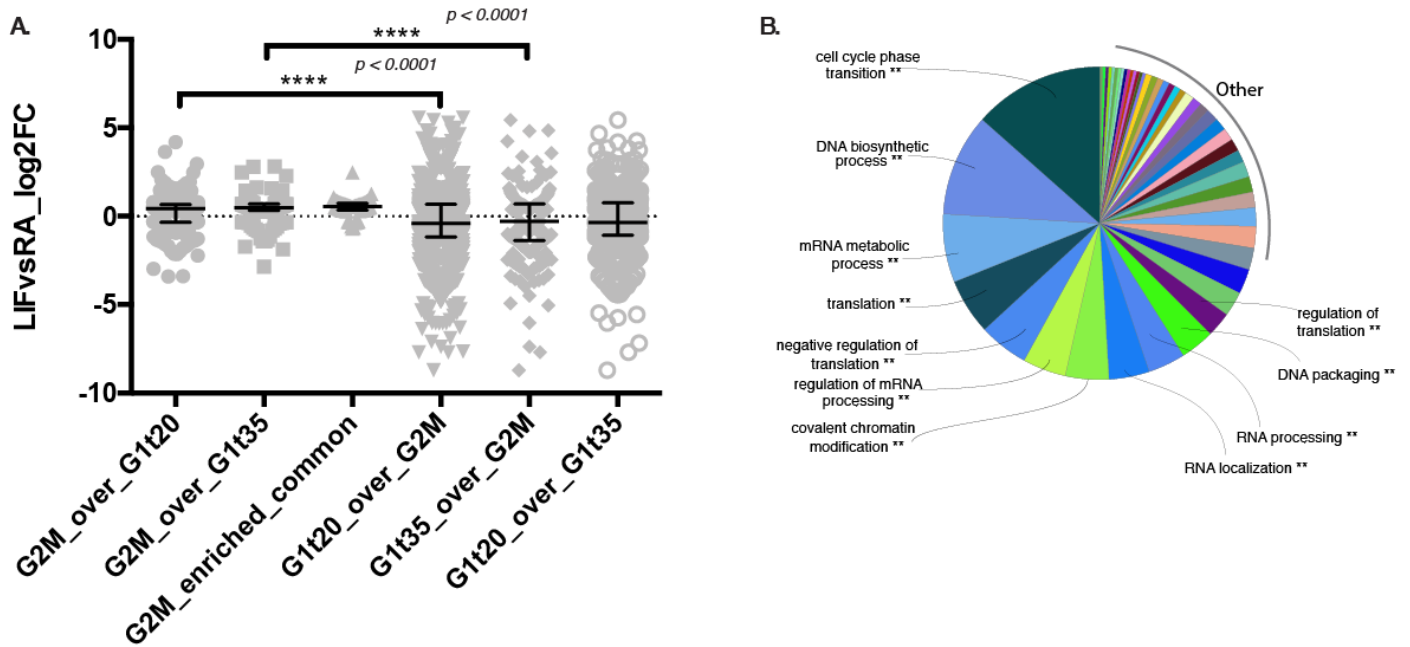 A.
p < 0.0001
****
p < 0.0001
****
10
5
0
-5
-10
LIFvsRA_log2FC
G2M_over_G1t20
G2M_over_G1t35
G2M_enriched_common
G1t20_over_G2M
G1t35_over_G2M
G1t20_over_G1t35
B.
cell cycle phase
transition **
DNA biosynthetic
process **
mRNA metabolic
process **
translation **
negative regulation of
translation **
regulation of mRNA
processing **
covalent chromatin
modification **
Other
regulation of
translation **
DNA packaging **
RNA processing **
RNA localization **